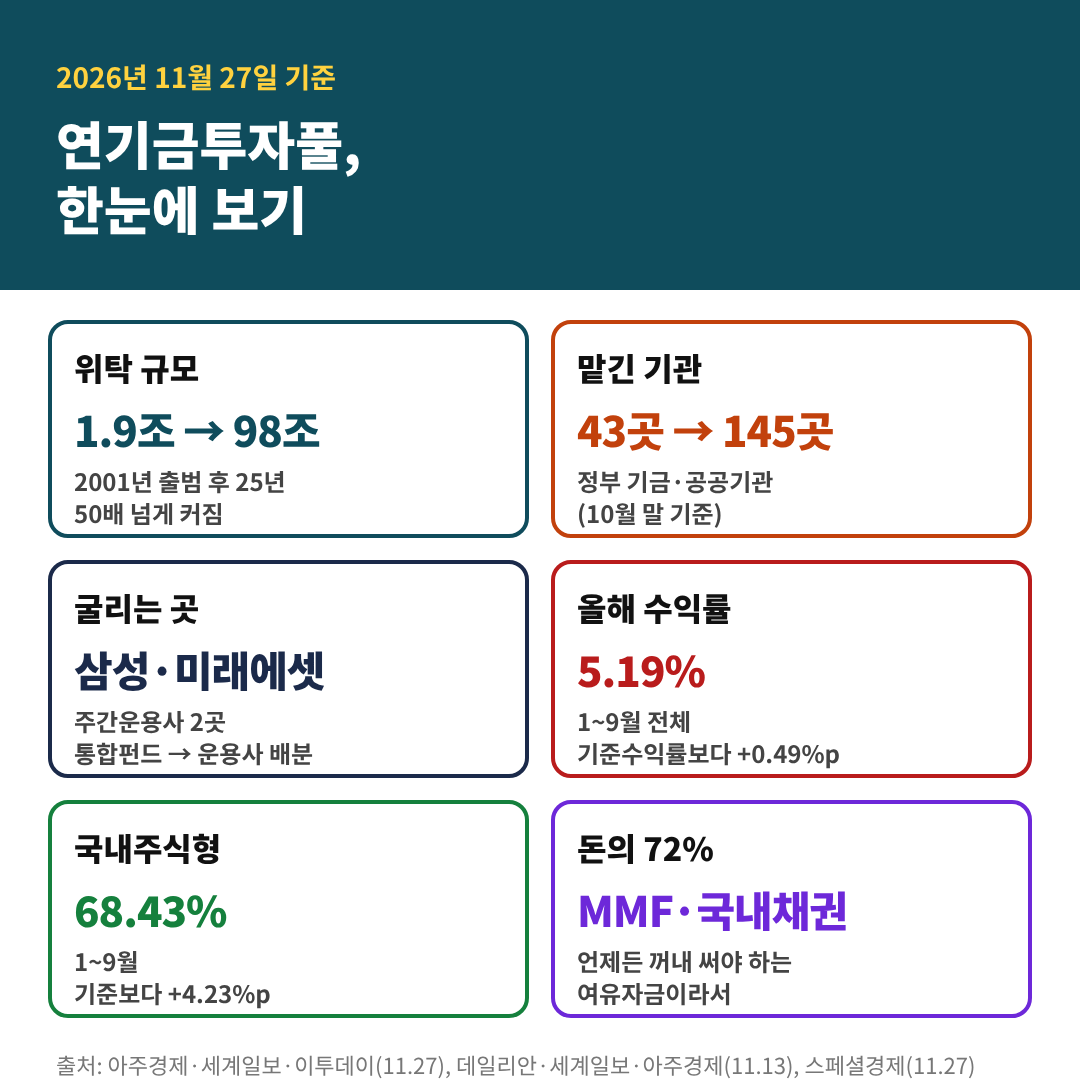 2026년 11월 27일 기준
연기금투자풀,
한눈에 보기
위탁 규모
1.9조 → 98조
2001년 출범 후 25년
50배 넘게 커짐
맡긴 기관
43곳 → 145곳
정부 기금·공공기관
(10월 말 기준)
굴리는 곳
삼성·미래에셋
주간운용사 2곳
통합펀드 → 운용사 배분
올해 수익률
5.19%
1~9월 전체
기준수익률보다 +0.49%p
국내주식형
68.43%
1~9월
기준보다 +4.23%p
돈의 72%
MMF·국내채권
언제든 꺼내 써야 하는
여유자금이라서
출처: 아주경제·세계일보·이투데이(11.27), 데일리안·세계일보·아주경제(11.13), 스페셜경제(11.27)